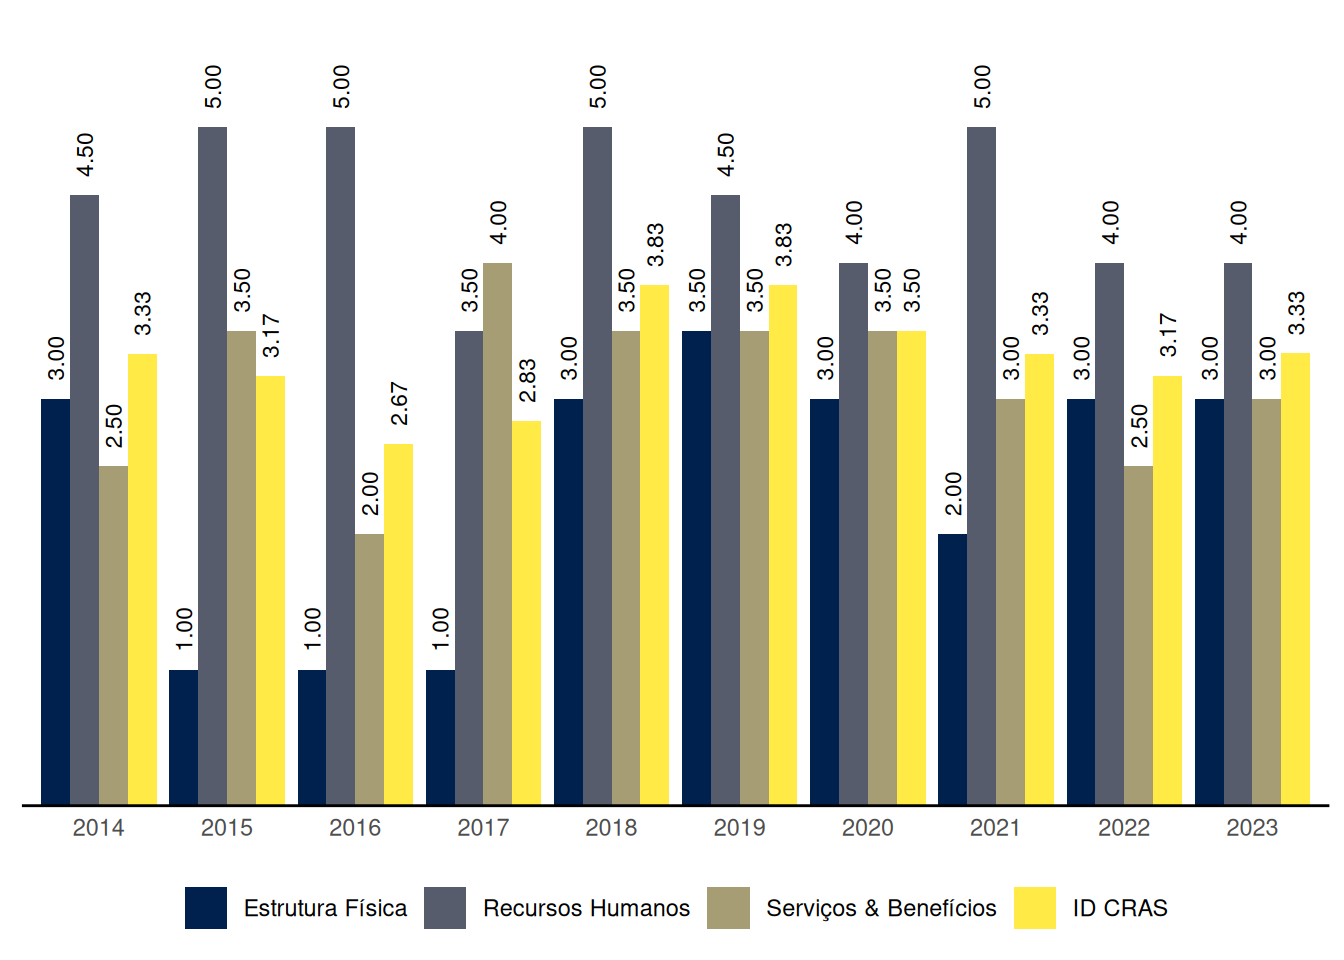 3.00 4.50 2.50 3.33
1.00 5.00 3.50 3.17
1.00 5.00 2.00 2.67
1.00 3.50 4.00 2.83
3.00 5.00 3.50 3.83
3.50 4.50 3.50 3.83
3.00 4.00 3.50 3.50
2.00 5.00 3.00 3.33
3.00 4.00 2.50 3.17
3.00 4.00 3.00 3.33
2014 2015 2016 2017 2018 2019 2020 2021 2022 2023
Estrutura Física Recursos Humanos Serviços & Benefícios ID CRAS